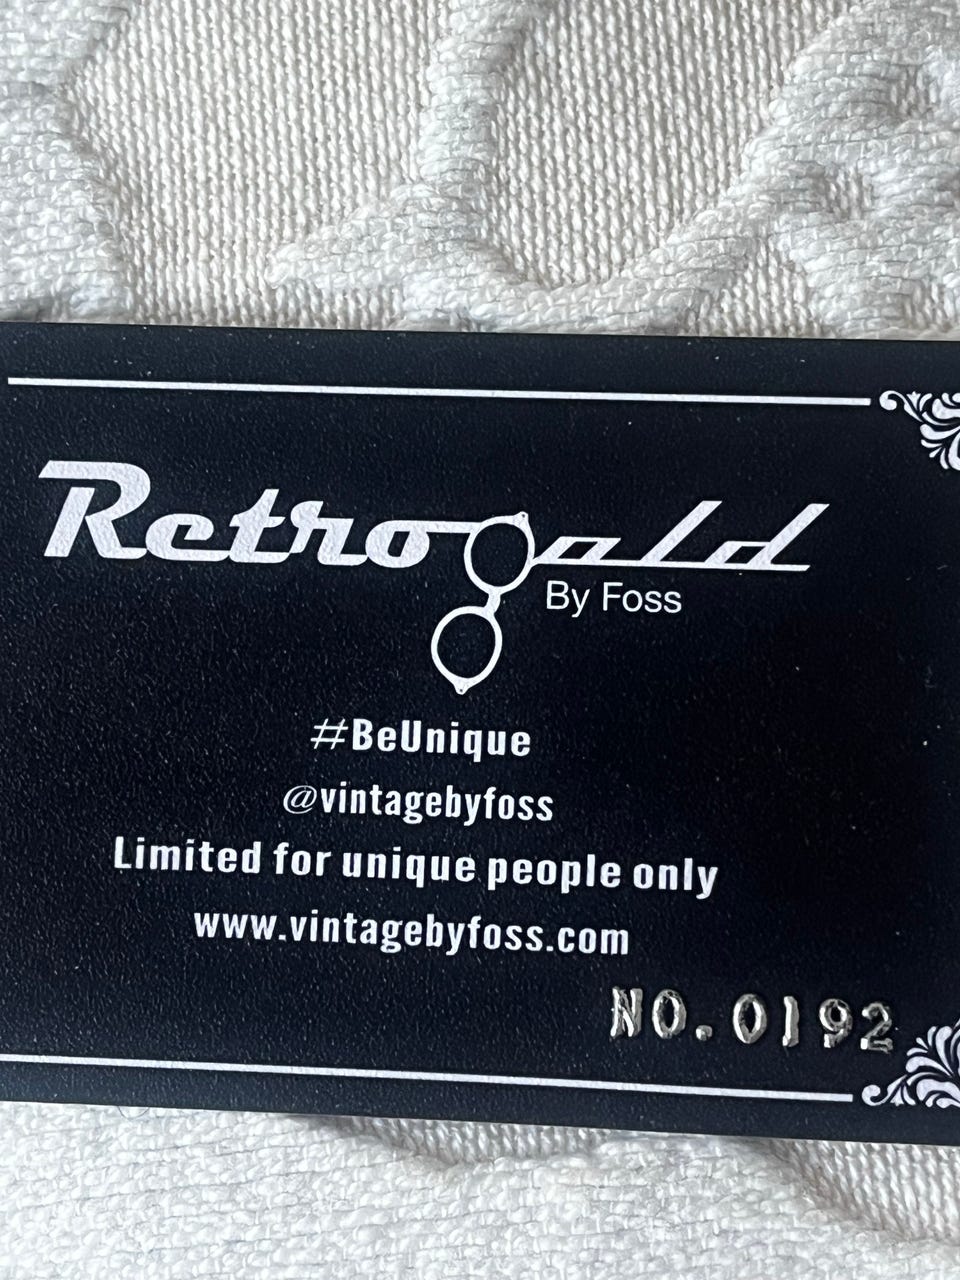 Retrogold
By Foss
#BeUnique
@vintagebyfoss
Limited for unique people only
www.vintagebyfoss.com
NO.0192